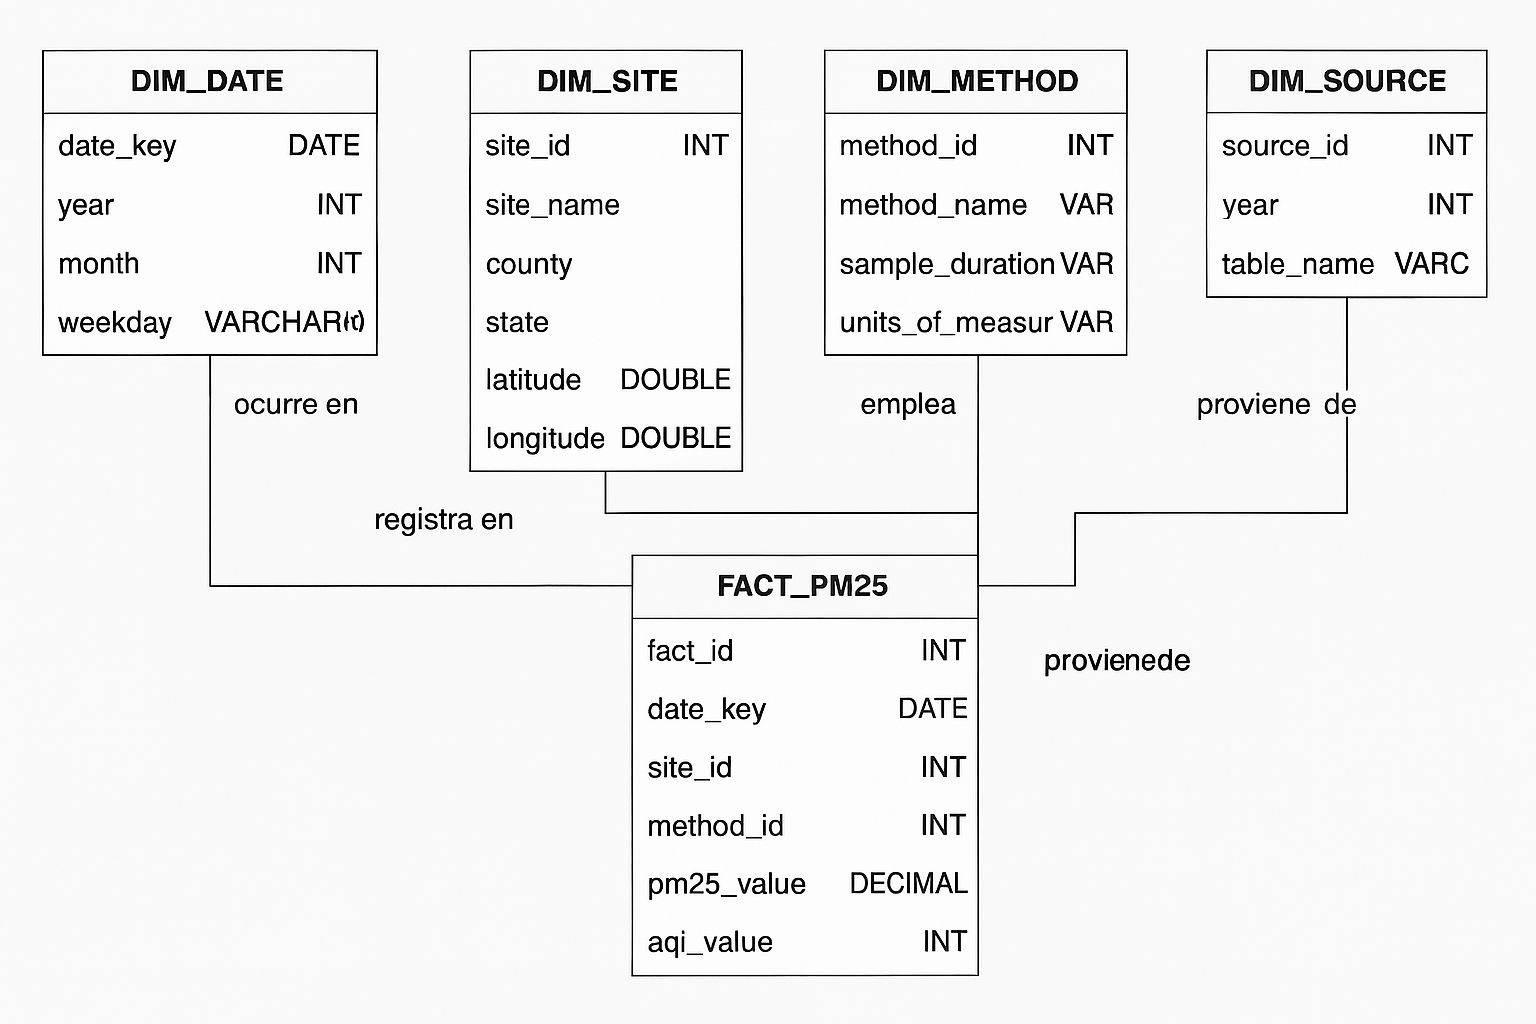 DIM_DATE
date_key DATE
year INT
month INT
weekday
DIM_SITE
site_id INT
site_name
county
state
latitude DOUBLE
longitude DOUBLE
DIM_METHOD
method_id INT
method_name VAR
sample_duration VAR
units_of_measur VAR
DIM_SOURCE
source_id INT
year INT
table_name VARC
ocurre en
emplea
proviene de
registra en
FACT_PM25
fact_id INT
date_key DATE
site_id INT
method_id INT
pm25_value DECIMAL
aqi_value INT
provienede